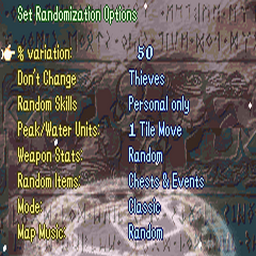 Set Randomization Options
% variation: 50
Don't Change Thieves
Random Skills Personal only
Peak/Water Units: 1 Tile Move
Weapon Stats: Random
Random Items: Chests & Events
Mode: Classic
Map Music: Random